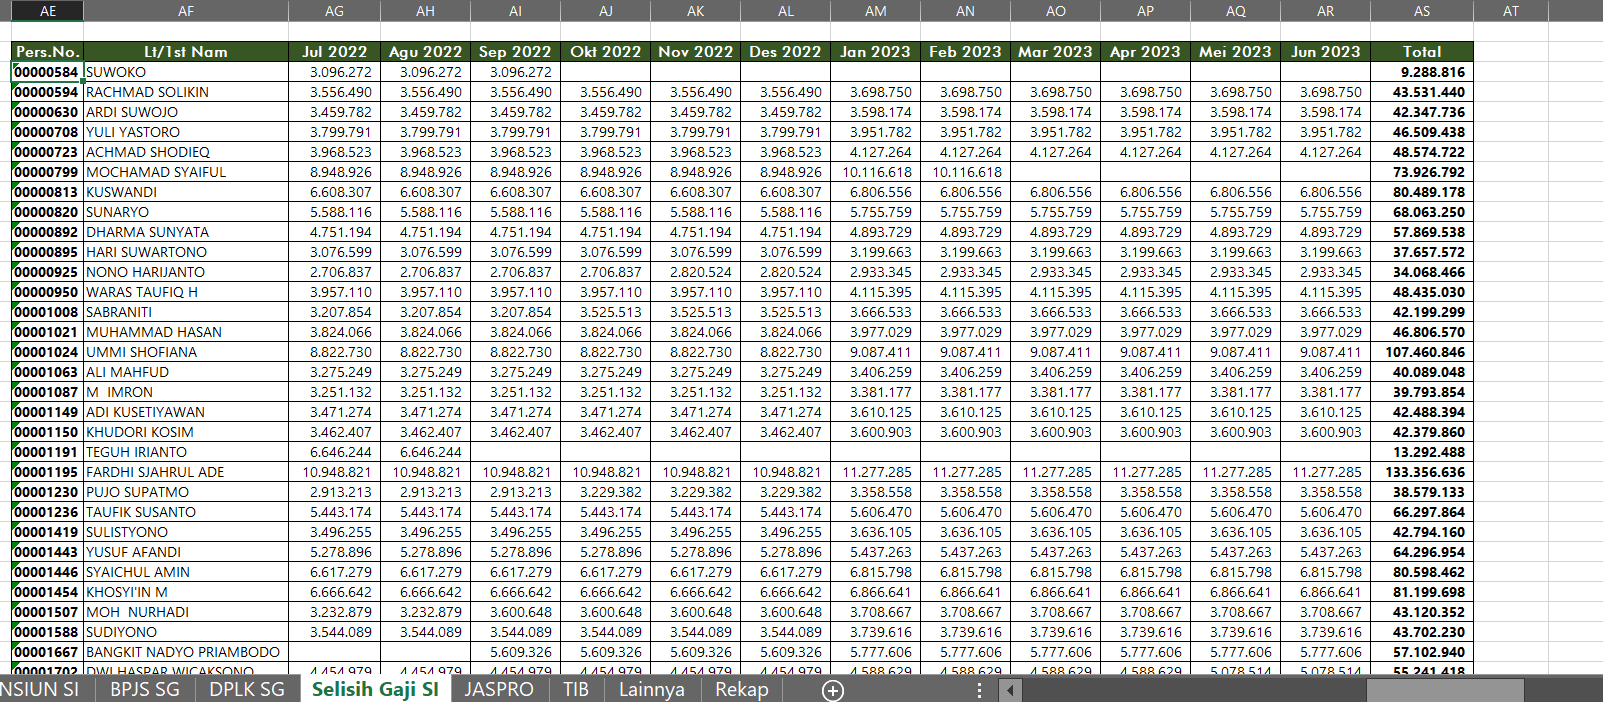 AE AF AG AH AI AJ AK AL AM AN AO AP AQ AR AS AT
Pers.No. Lt/1st Nam Jul 2022 Agu 2022 Sep 2022 Okt 2022 Nov 2022 Des 2022 Jan 2023 Feb 2023 Mar 2023 Apr 2023 Mei 2023 Jun 2023 Total
00000584 SUWOKO 3.096.272 3.096.272 3.096.272 9.288.816
00000594 RACHMAD SOLIKIN 3.556.490 3.556.490 3.556.490 3.556.490 3.556.490 3.556.490 3.698.750 3.698.750 3.698.750 3.698.750 3.698.750 3.698.750 43.531.440
00000630 ARDI SUWOJO 3.459.782 3.459.782 3.459.782 3.459.782 3.459.782 3.459.782 3.598.174 3.598.174 3.598.174 3.598.174 3.598.174 3.598.174 42.347.736
00000708 YULI YASTORO 3.799.791 3.799.791 3.799.791 3.799.791 3.799.791 3.799.791 3.951.782 3.951.782 3.951.782 3.951.782 3.951.782 3.951.782 46.509.438
00000723 ACHMAD SHODIEQ 3.968.523 3.968.523 3.968.523 3.968.523 3.968.523 3.968.523 4.127.264 4.127.264 4.127.264 4.127.264 4.127.264 4.127.264 48.574.722
00000799 MOCHAMAD SYAIFUL 8.948.926 8.948.926 8.948.926 8.948.926 8.948.926 8.948.926 10.116.618 10.116.618 73.926.792
00000813 KUSWANDI 6.608.307 6.608.307 6.608.307 6.608.307 6.608.307 6.608.307 6.806.556 6.806.556 6.806.556 6.806.556 6.806.556 6.806.556 80.489.178
00000820 SUNARYO 5.588.116 5.588.116 5.588.116 5.588.116 5.588.116 5.588.116 5.755.759 5.755.759 5.755.759 5.755.759 5.755.759 5.755.759 68.063.250
00000892 DHARMA SUNYATA 4.751.194 4.751.194 4.751.194 4.751.194 4.751.194 4.751.194 4.893.729 4.893.729 4.893.729 4.893.729 4.893.729 4.893.729 57.869.538
00000895 HARI SUWARTONO 3.076.599 3.076.599 3.076.599 3.076.599 3.076.599 3.076.599 3.199.663 3.199.663 3.199.663 3.199.663 3.199.663 3.199.663 37.657.572
00000925 NONO HARIJANTO 2.706.837 2.706.837 2.706.837 2.706.837 2.820.524 2.820.524 2.933.345 2.933.345 2.933.345 2.933.345 2.933.345 2.933.345 34.068.466
00000950 WARAS TAUFIQ H 3.957.110 3.957.110 3.957.110 3.957.110 3.957.110 3.957.110 4.115.395 4.115.395 4.115.395 4.115.395 4.115.395 4.115.395 48.435.030
00001008 SABRANITI 3.207.854 3.207.854 3.207.854 3.525.513 3.525.513 3.525.513 3.666.533 3.666.533 3.666.533 3.666.533 3.666.533 3.666.533 42.199.299
00001021 MUHAMMAD HASAN 3.824.066 3.824.066 3.824.066 3.824.066 3.824.066 3.824.066 3.977.029 3.977.029 3.977.029 3.977.029 3.977.029 3.977.029 46.806.570
00001024 UMMI SHOFIANA 8.822.730 8.822.730 8.822.730 8.822.730 8.822.730 8.822.730 9.087.411 9.087.411 9.087.411 9.087.411 9.087.411 9.087.411 107.460.846
00001063 ALI MAHFUD 3.275.249 3.275.249 3.275.249 3.275.249 3.275.249 3.275.249 3.406.259 3.406.259 3.406.259 3.406.259 3.406.259 3.406.259 40.089.048
00001087 M  IMRON 3.251.132 3.251.132 3.251.132 3.251.132 3.251.132 3.251.132 3.381.177 3.381.177 3.381.177 3.381.177 3.381.177 3.381.177 39.793.854
00001149 ADI KUSETIYAWAN 3.471.274 3.471.274 3.471.274 3.471.274 3.471.274 3.471.274 3.610.125 3.610.125 3.610.125 3.610.125 3.610.125 3.610.125 42.488.394
00001150 KHUDORI KOSIM 3.462.407 3.462.407 3.462.407 3.462.407 3.462.407 3.462.407 3.600.903 3.600.903 3.600.903 3.600.903 3.600.903 3.600.903 42.379.860
00001191 TEGUH IRIANTO 6.646.244 6.646.244 13.292.488
00001195 FARDHI SJAHRUL ADE 10.948.821 10.948.821 10.948.821 10.948.821 10.948.821 10.948.821 11.277.285 11.277.285 11.277.285 11.277.285 11.277.285 11.277.285 133.356.636
00001230 PUJO SUPATMO 2.913.213 2.913.213 2.913.213 3.229.382 3.229.382 3.229.382 3.358.558 3.358.558 3.358.558 3.358.558 3.358.558 3.358.558 38.579.133
00001236 TAUFIK SUSANTO 5.443.174 5.443.174 5.443.174 5.443.174 5.443.174 5.443.174 5.606.470 5.606.470 5.606.470 5.606.470 5.606.470 5.606.470 66.297.864
00001419 SULISTYONO 3.496.255 3.496.255 3.496.255 3.496.255 3.496.255 3.496.255 3.636.105 3.636.105 3.636.105 3.636.105 3.636.105 3.636.105 42.794.160
00001443 YUSUF AFANDI 5.278.896 5.278.896 5.278.896 5.278.896 5.278.896 5.278.896 5.437.263 5.437.263 5.437.263 5.437.263 5.437.263 5.437.263 64.296.954
00001446 SYAICHUL AMIN 6.617.279 6.617.279 6.617.279 6.617.279 6.617.279 6.617.279 6.815.798 6.815.798 6.815.798 6.815.798 6.815.798 6.815.798 80.598.462
00001454 KHOSYI'IN M 6.666.642 6.666.642 6.666.642 6.666.642 6.666.642 6.666.642 6.866.641 6.866.641 6.866.641 6.866.641 6.866.641 6.866.641 81.199.698
00001507 MOH  NURHADI 3.232.879 3.232.879 3.600.648 3.600.648 3.600.648 3.600.648 3.708.667 3.708.667 3.708.667 3.708.667 3.708.667 3.708.667 43.120.352
00001588 SUDIYONO 3.544.089 3.544.089 3.544.089 3.544.089 3.544.089 3.544.089 3.739.616 3.739.616 3.739.616 3.739.616 3.739.616 3.739.616 43.702.230
00001667 BANGKIT NADYO PRIAMBODO 5.609.326 5.609.326 5.609.326 5.609.326 5.777.606 5.777.606 5.777.606 5.777.606 5.777.606 5.777.606 57.102.940
00001702 DWI HASPAR WICAKSONO 4.454.979 4.454.979 4.454.979 4.454.979 4.454.979 4.454.979 4.588.629 4.588.629 4.588.629 4.588.629 5.078.514 5.078.514 55.241.418
NSIUN SI BPJS SG DPLK SG Selisih Gaji SI JASPRO TIB Lainnya Rekap